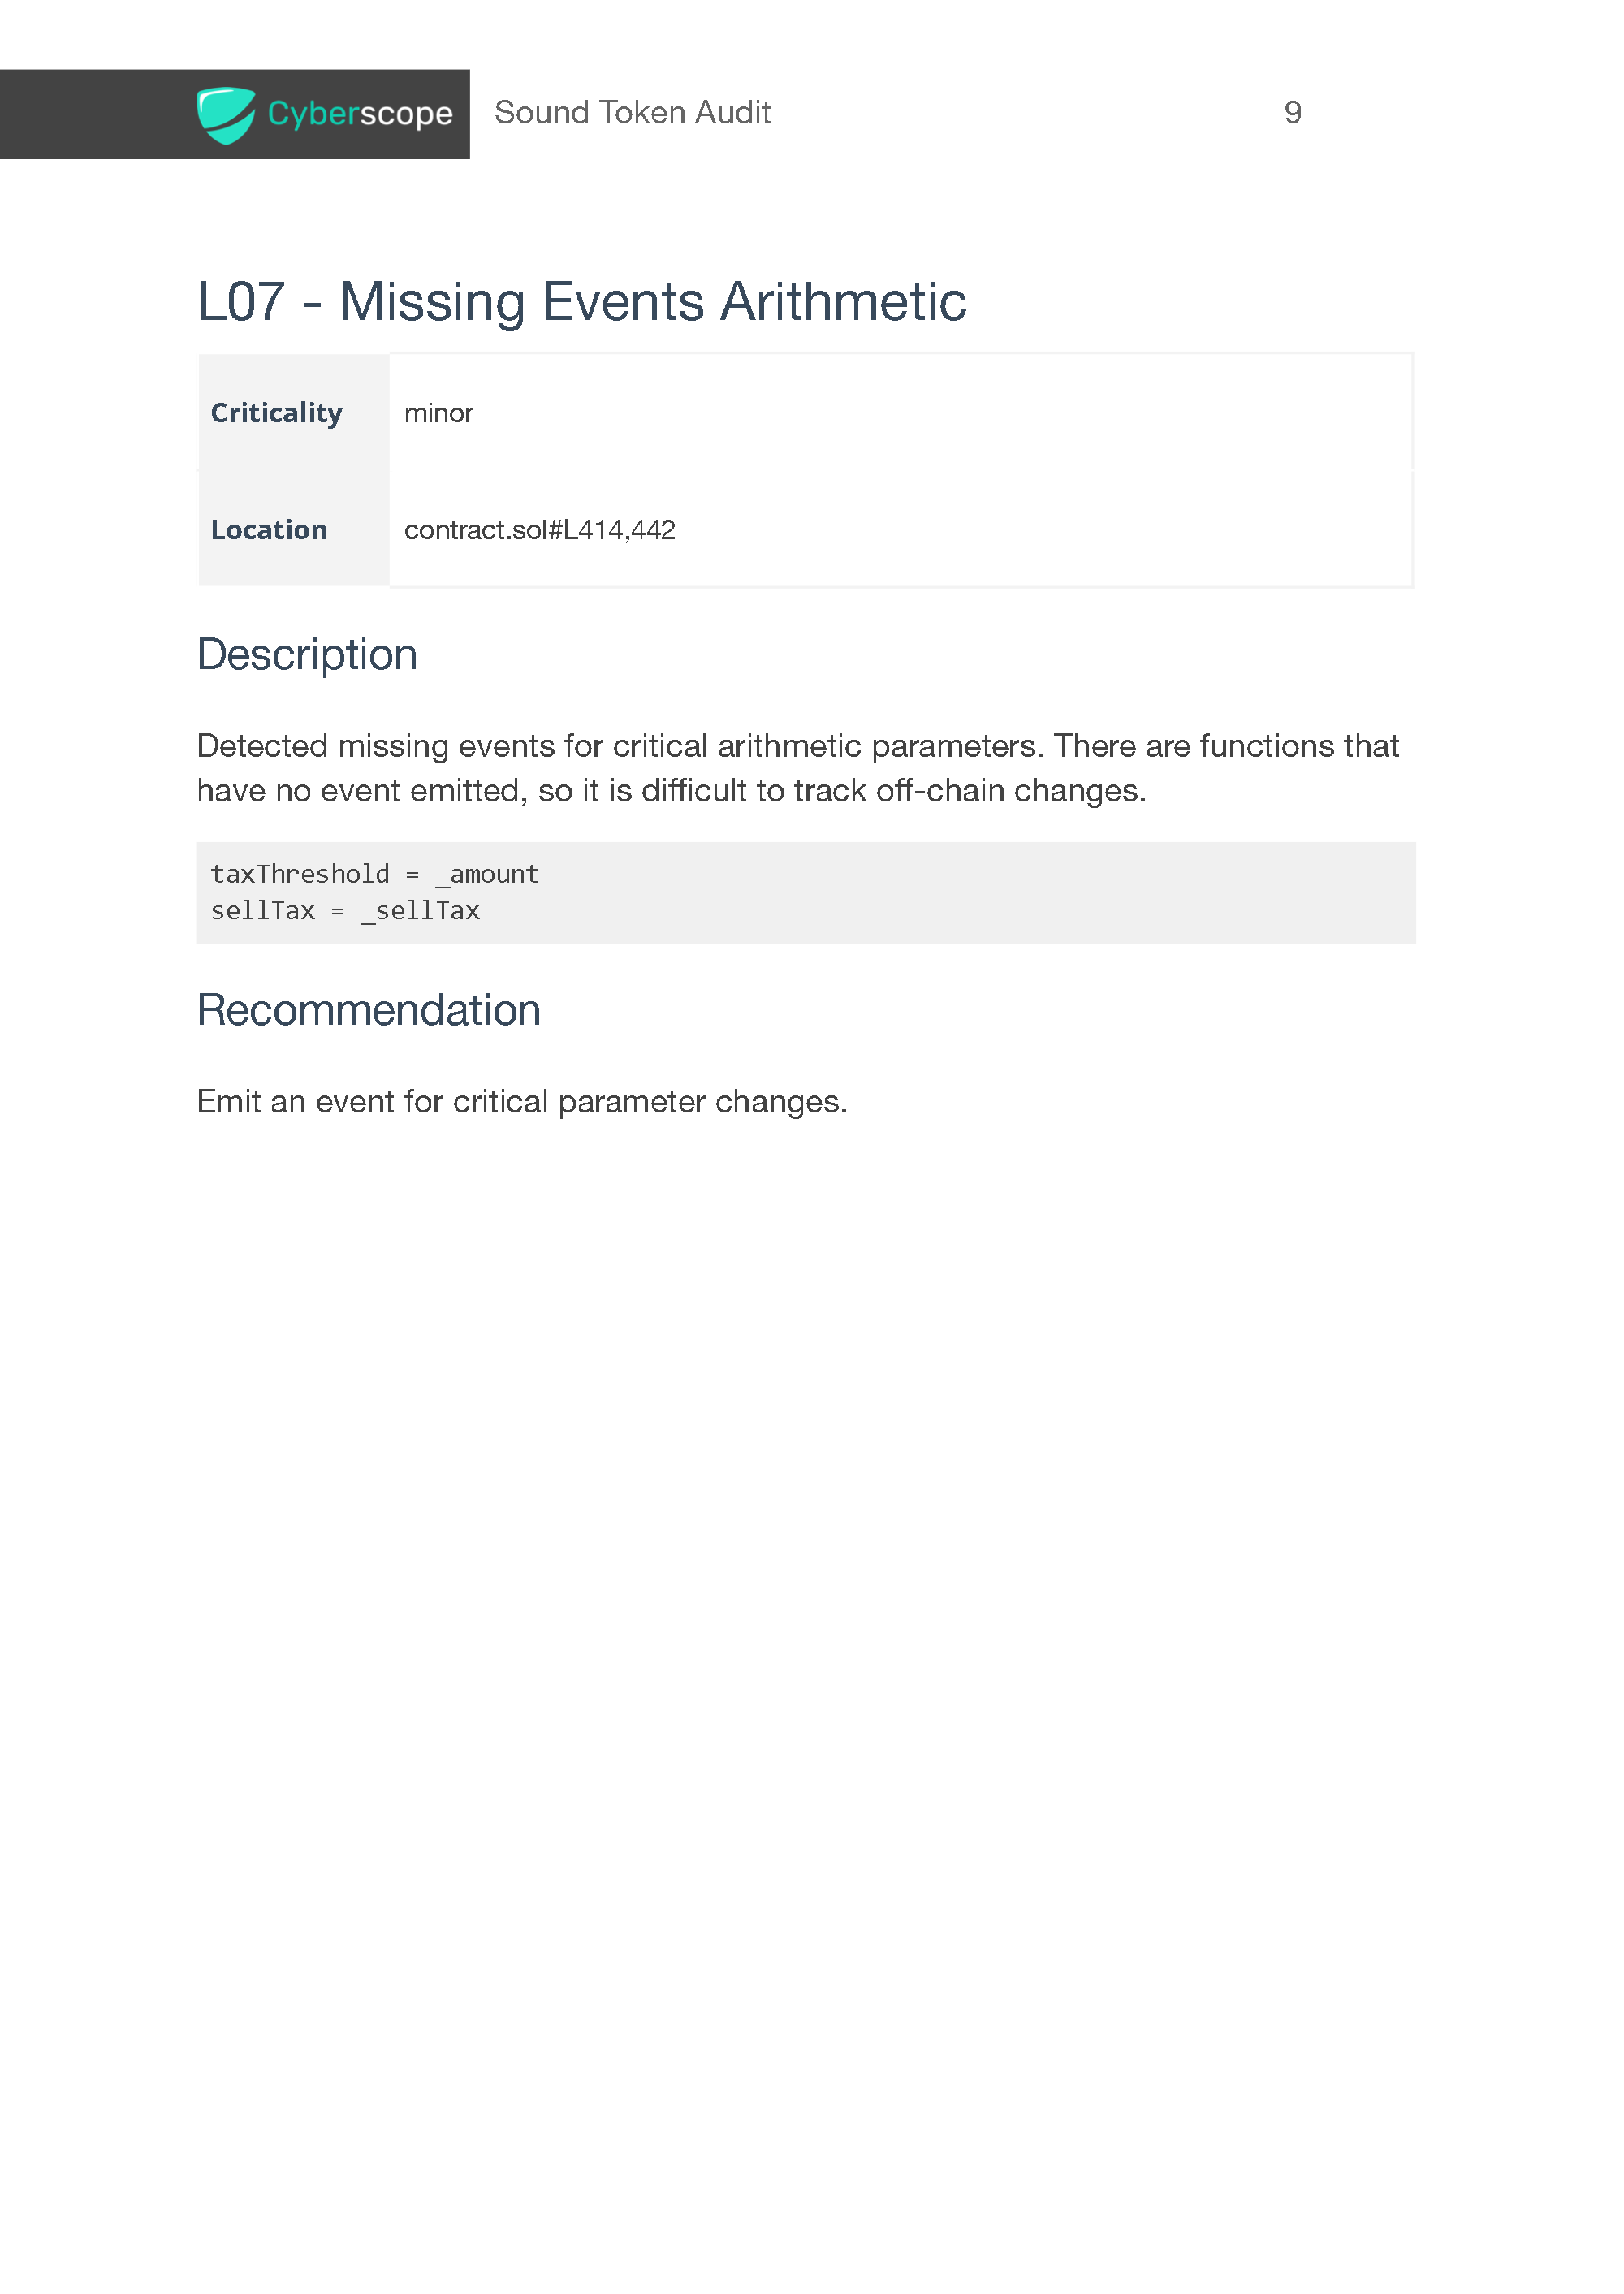 Cyberscope
Sound Token Audit
9
L07 - Missing Events Arithmetic
Criticality
minor
Location
contract.sol#L414,442
Description
Detected missing events for critical arithmetic parameters. There are functions that
have no event emitted, so it is difficult to track off-chain changes.
taxThreshold = _amount
sellTax = _sellTax
Recommendation
Emit an event for critical parameter changes.